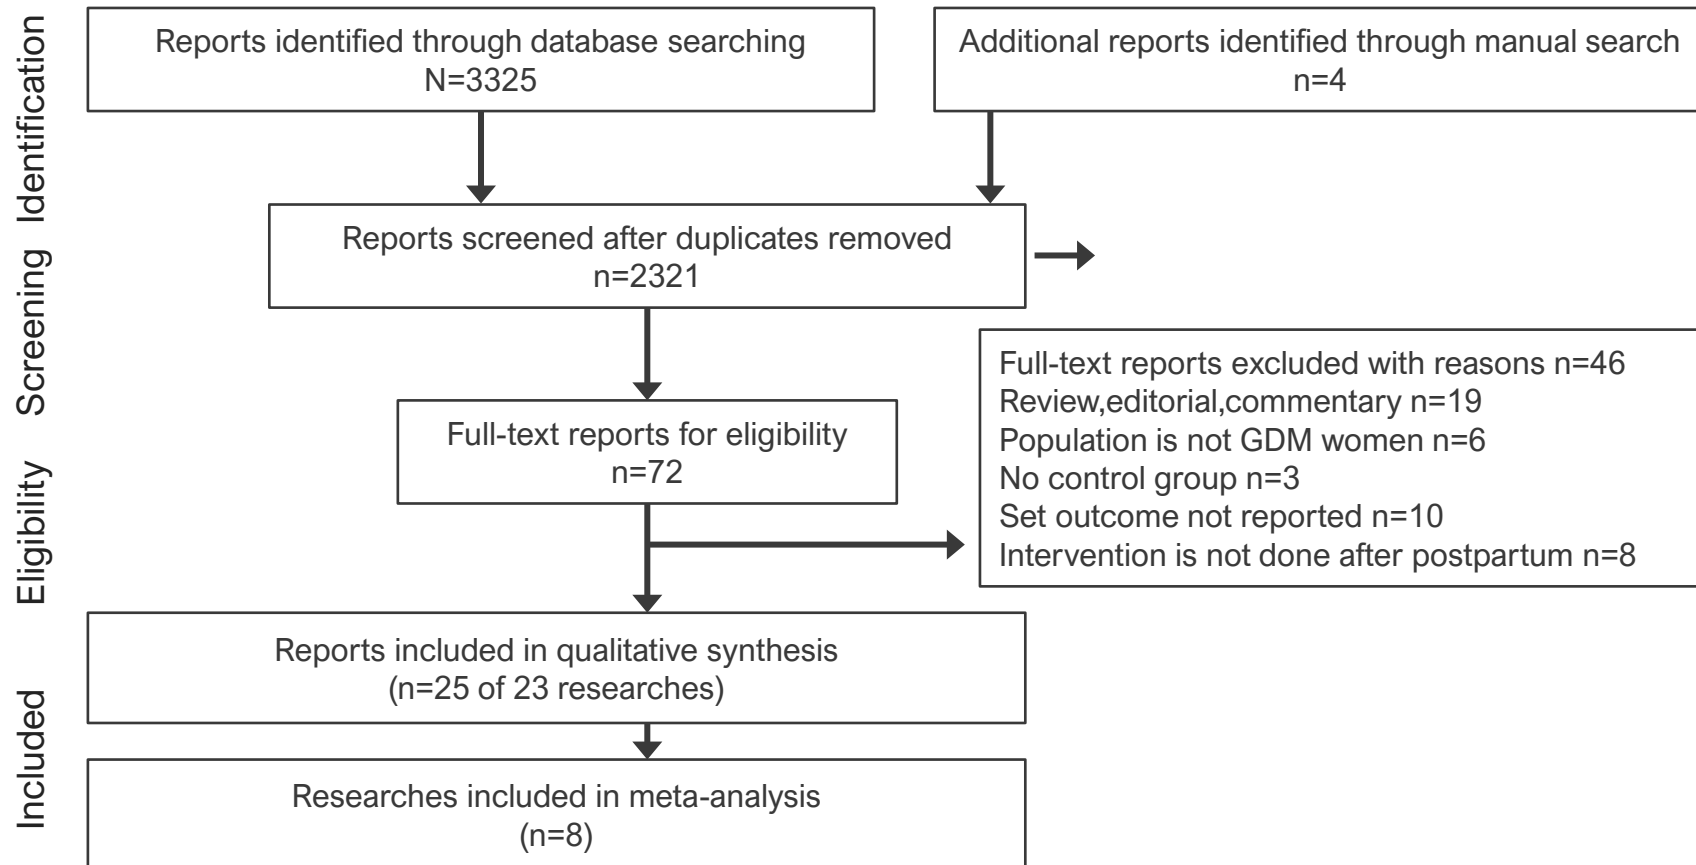 Identification
Reports identified through database searching
N=3325
Additional reports identified through manual search
n=4
Screening
Reports screened after duplicates removed
n=2321
Eligibility
Full-text reports for eligibility
n=72
Full-text reports excluded with reasons n=46
Review,editorial,commentary n=19
Population is not GDM women n=6
No control group n=3
Set outcome not reported n=10
Intervention is not done after postpartum n=8
Included
Reports included in qualitative synthesis
(n=25 of 23 researches)
Researches included in meta-analysis
(n=8)